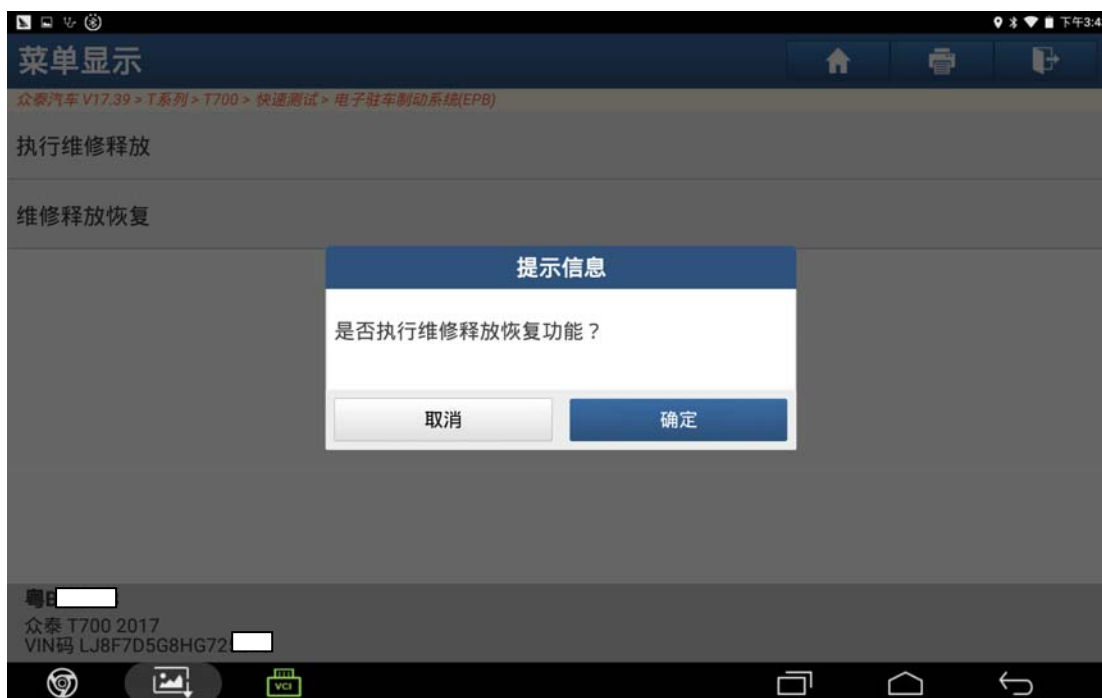 下午3:4
菜单显示
众泰汽车 V17.39 > T系列 > T700 > 快速测试 > 电子驻车制动系统(EPB)
执行维修释放
维修释放恢复
提示信息
是否执行维修释放恢复功能？
取消
确定
粤B
众泰 T700 2017
VIN码 LJ8F7D5G8HG72
VCI